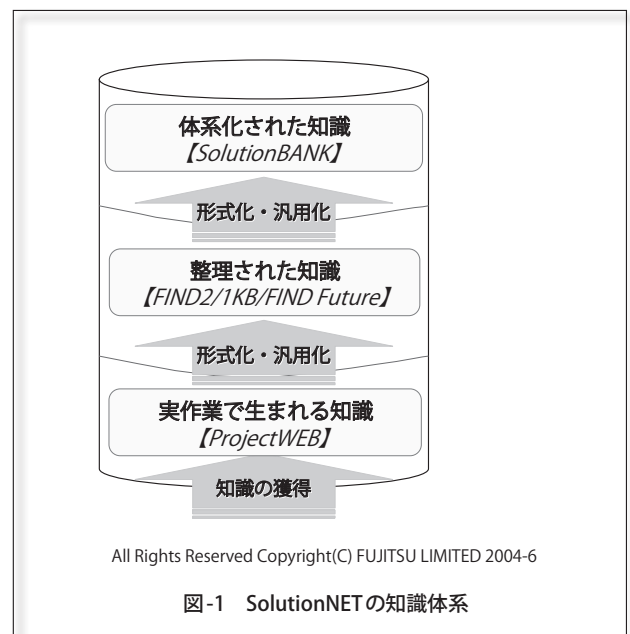 体系化された知識
【SolutionBANK】
形式化・汎用化
整理された知識
【FIND2/1KB/FIND Future】
形式化・汎用化
実作業で生まれる知識
【ProjectWEB】
知識の獲得
All Rights Reserved Copyright(C) FUJITSU LIMITED 2004-6
図-1 SolutionNETの知識体系